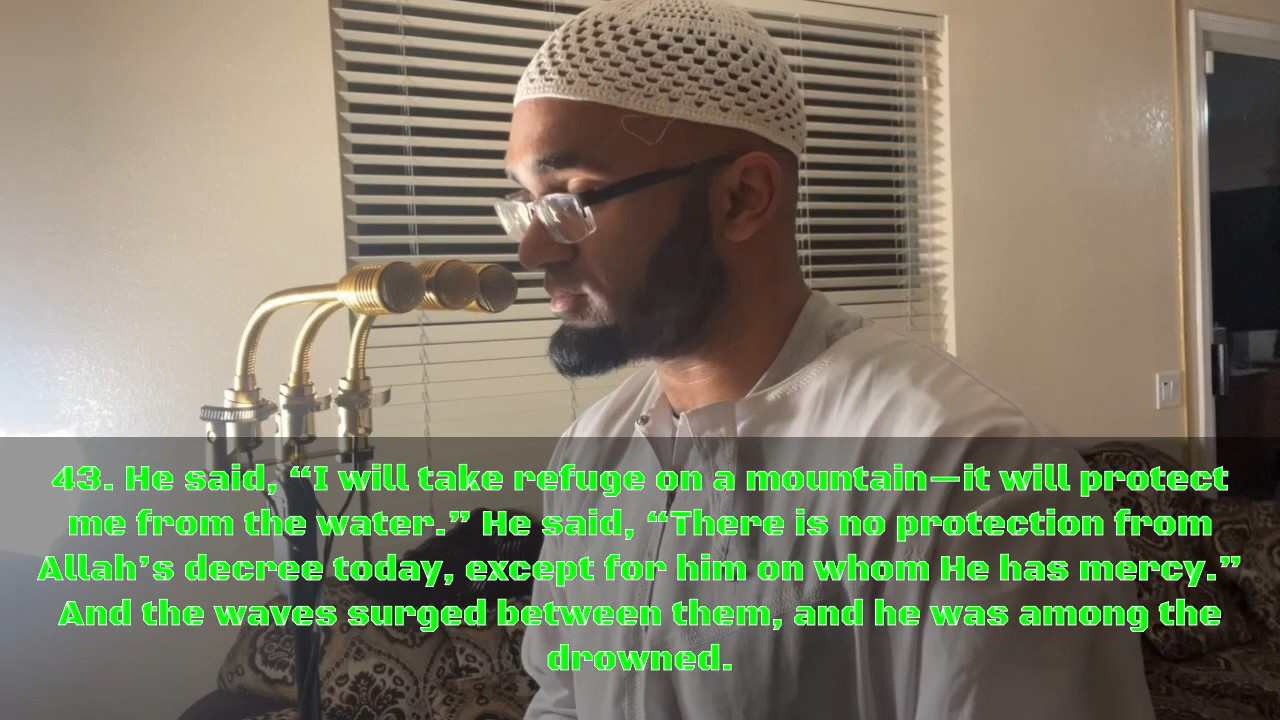 43. He said, “I will take refuge on a mountain—it will protect
me from the water.” He said, “There is no protection from
Allah’s decree today, except for him on whom He has mercy.”
And the waves surged between them, and he was among the
drowned.